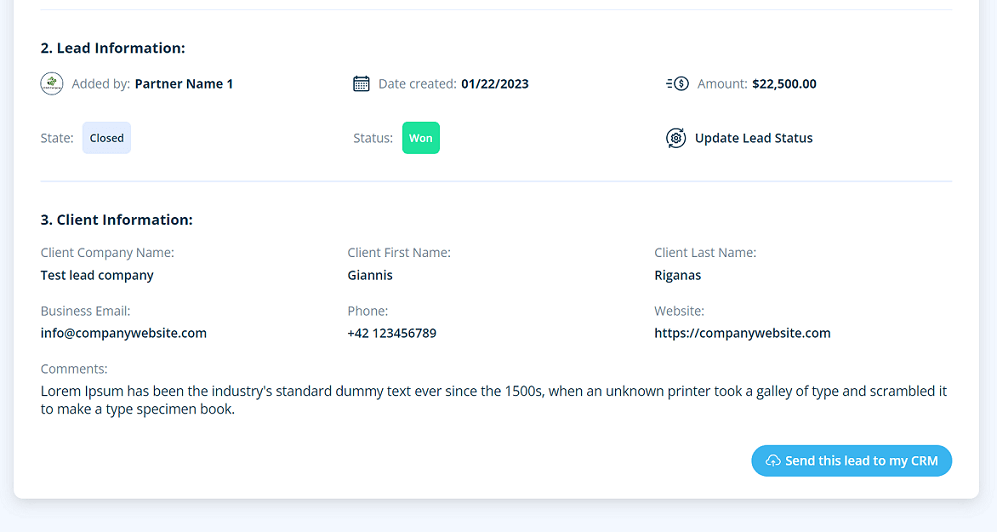 2. Lead Information:
Added by: Partner Name 1
Date created: 01/22/2023
Amount: $22,500.00
State: Closed
Status: Won
Update Lead Status
3. Client Information:
Client Company Name:
Test lead company
Client First Name:
Giannis
Client Last Name:
Riganas
Business Email:
info@companywebsite.com
Phone:
+42 123456789
Website:
https://companywebsite.com
Comments:
Lorem Ipsum has been the industry's standard dummy text ever since the 1500s, when an unknown printer took a galley of type and scrambled it
to make a type specimen book.
Send this lead to my CRM